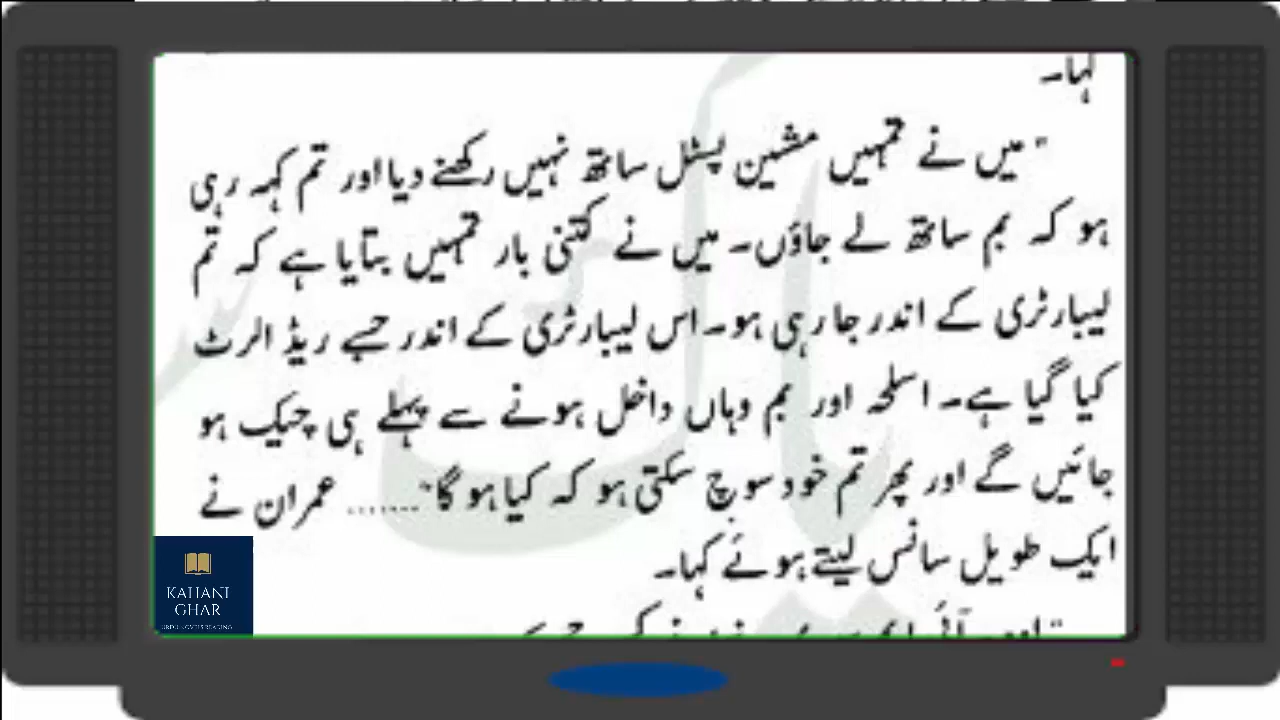 کہا۔
" میں نے تمہیں مشین پسٹل ساتھ نہیں رکھنے دیا اور تم کہہ رہی
ہو کہ بم ساتھ لے جاؤں۔ میں نے کتنی بار تمہیں بتایا ہے کہ تم
لیبارٹری کے اندر جا رہی ہو۔ اس لیبارٹری کے اندر جسے ریڈ الرٹ
کیا گیا ہے۔ اسلحہ اور بم وہاں داخل ہونے سے پہلے ہی چیک ہو
جائیں گے اور پھر تم خود سوچ سکتی ہو کہ کیا ہو گا" ....... عمران نے
ایک طویل سانس لیتے ہوئے کہا۔
KAHANI
GHAR
URDU NOVELS READING